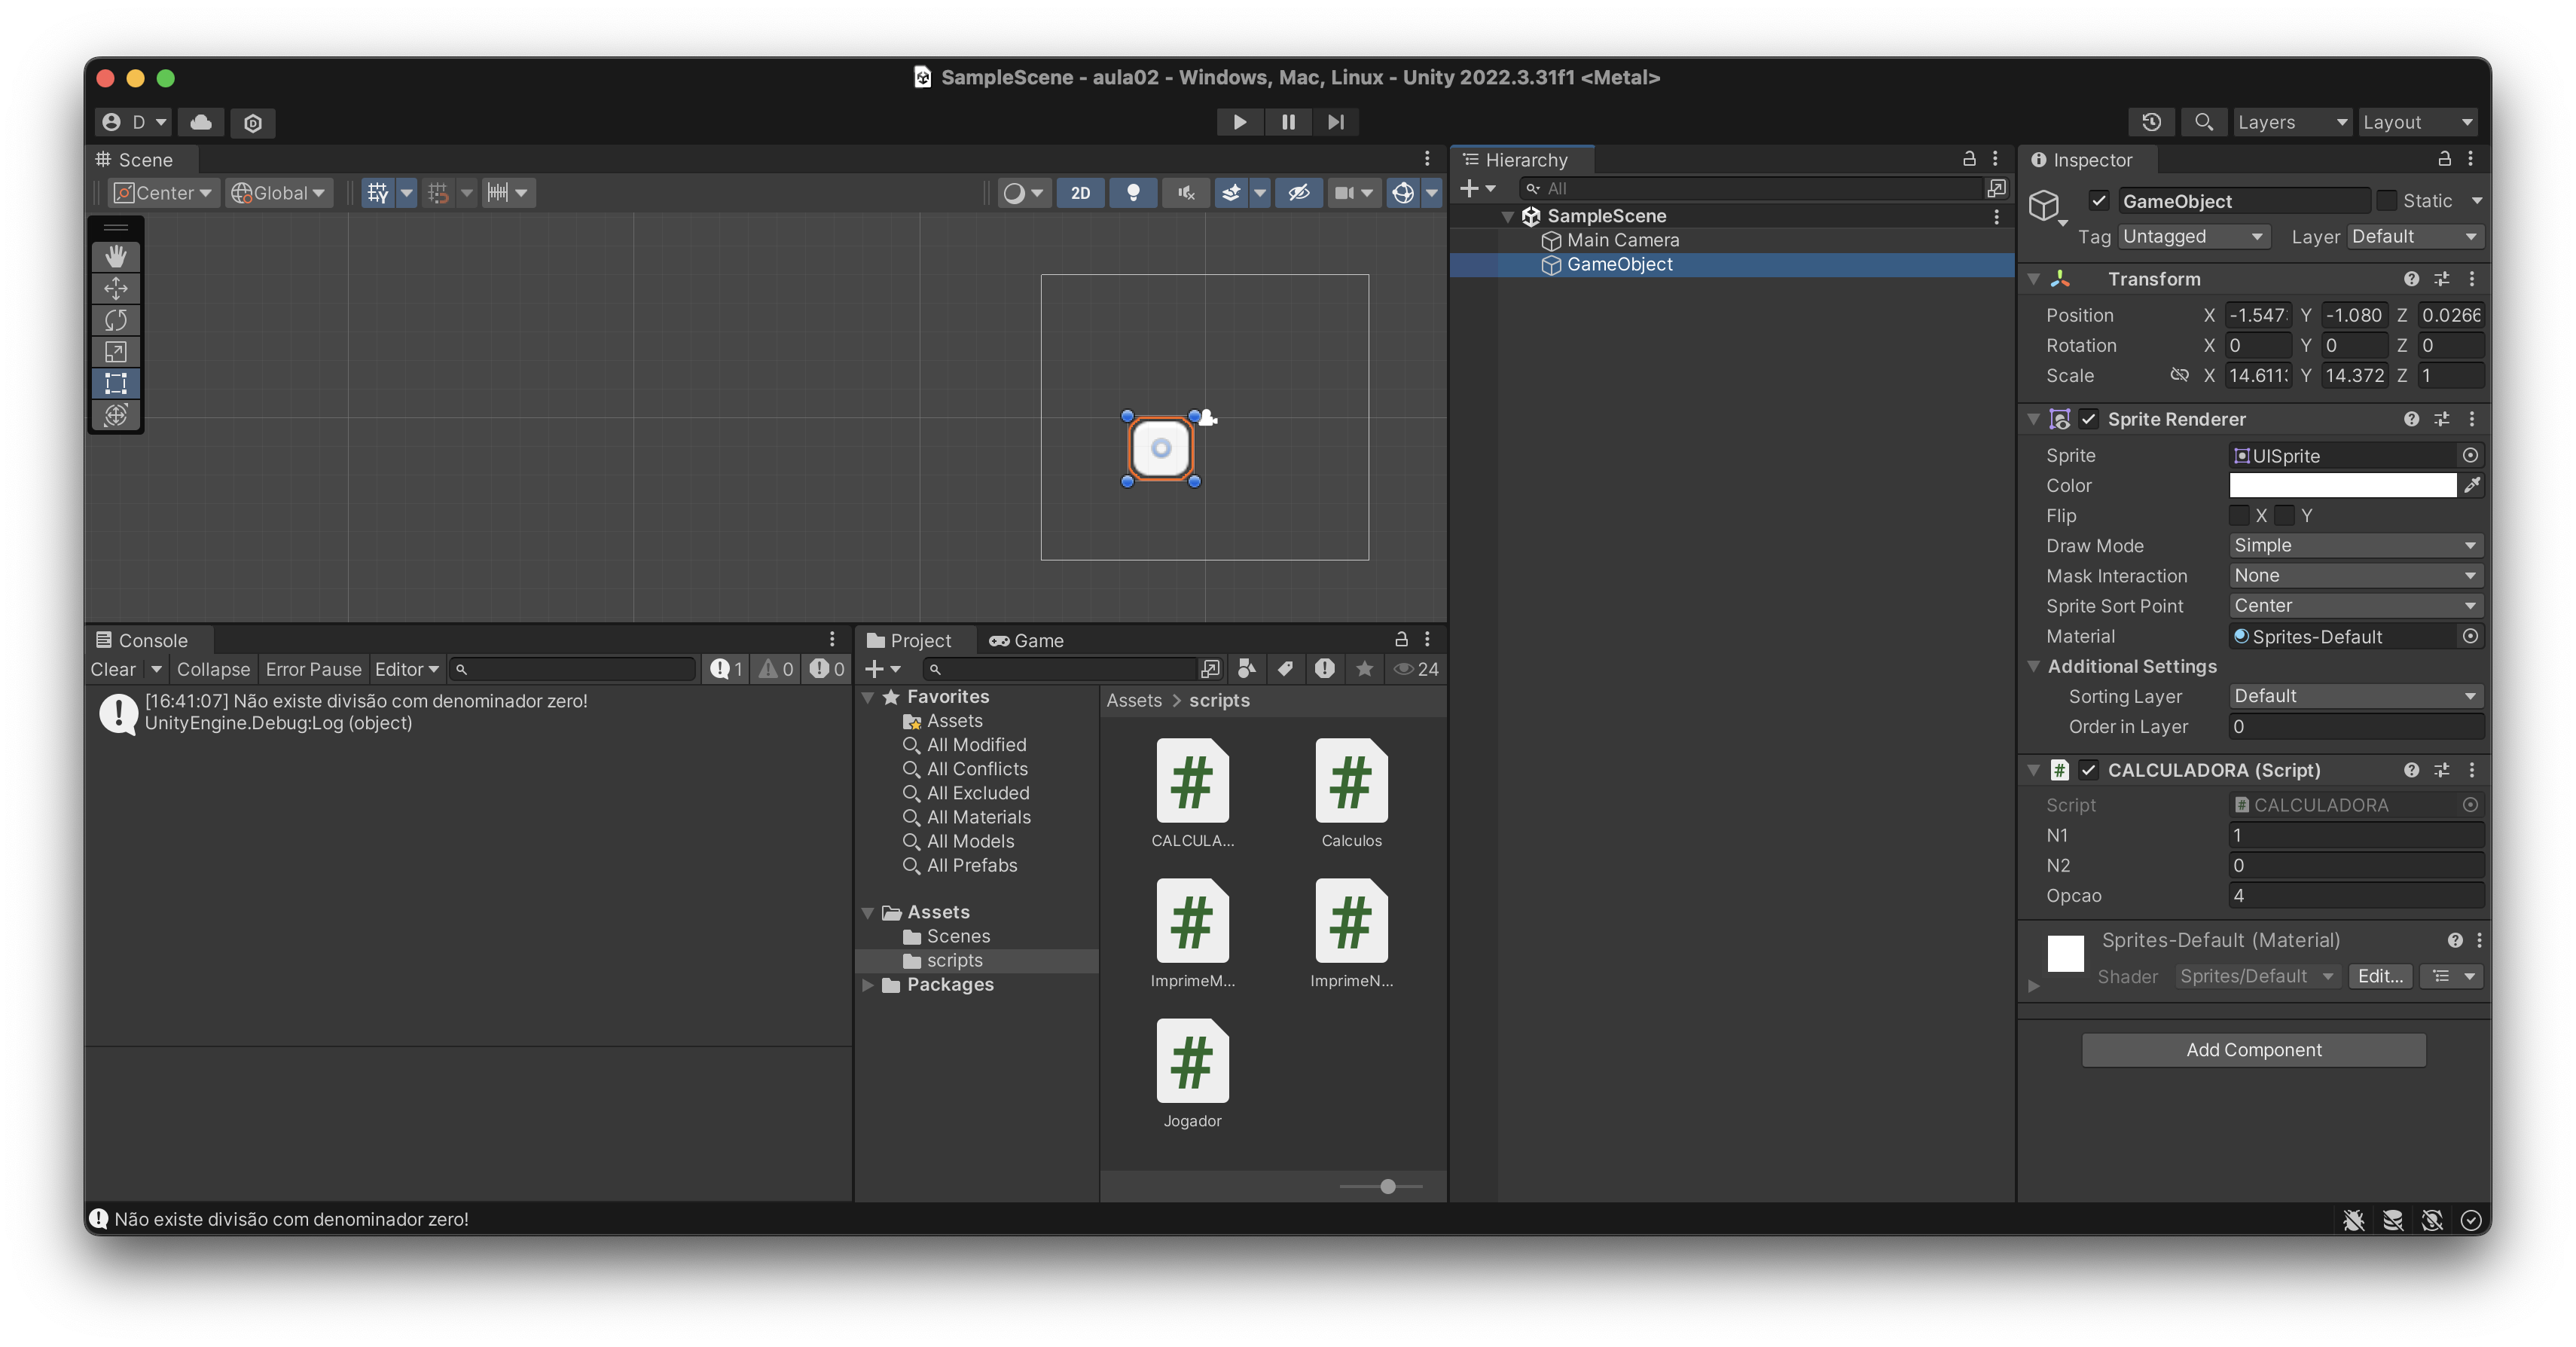 SampleScene - aula02 - Windows, Mac, Linux - Unity 2022.3.31f1 <Metal>
D
Layers
Layout
Scene
Center
Global
2D
Hierarchy
All
SampleScene
Main Camera
GameObject
Inspector
GameObject
Static
Tag Untagged Layer Default
Transform
Position X -1.547 Y -1.080 Z 0.0266
Rotation X 0 Y 0 Z 0
Scale X 14.611 Y 14.372 Z 1
Sprite Renderer
Sprite UISprite
Color
Flip X Y
Draw Mode Simple
Mask Interaction None
Sprite Sort Point Center
Material Sprites-Default
Additional Settings
Sorting Layer Default
Order in Layer 0
CALCULADORA (Script)
Script CALCULADORA
N1 1
N2 0
Opcao 4
Sprites-Default (Material)
Shader Sprites/Default Edit...
Add Component
Console
Clear Collapse Error Pause Editor 1 0 0
[16:41:07] Não existe divisão com denominador zero!
UnityEngine.Debug:Log (object)
Project Game
24
Favorites
Assets
All Modified
All Conflicts
All Excluded
All Materials
All Models
All Prefabs
Assets
Scenes
scripts
Packages
Assets > scripts
CALCULA...
Calculos
ImprimeM...
ImprimeN...
Jogador
Não existe divisão com denominador zero!